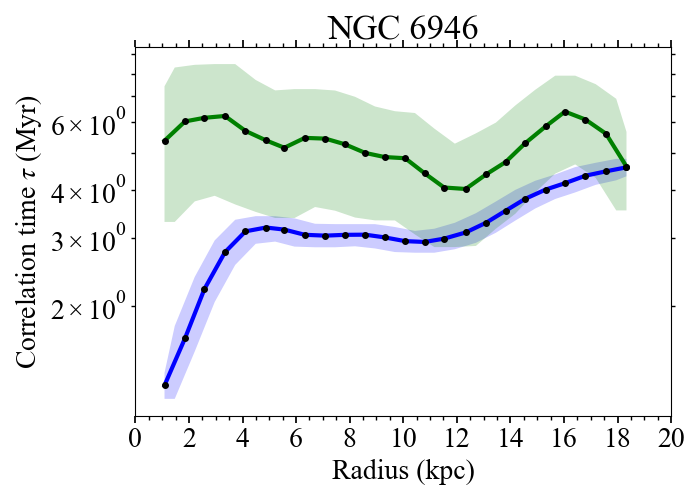 NGC 6946
Correlation time τ (Myr)
6 × 10⁰
4 × 10⁰
3 × 10⁰
2 × 10⁰
0 2 4 6 8 10 12 14 16 18 20
Radius (kpc)